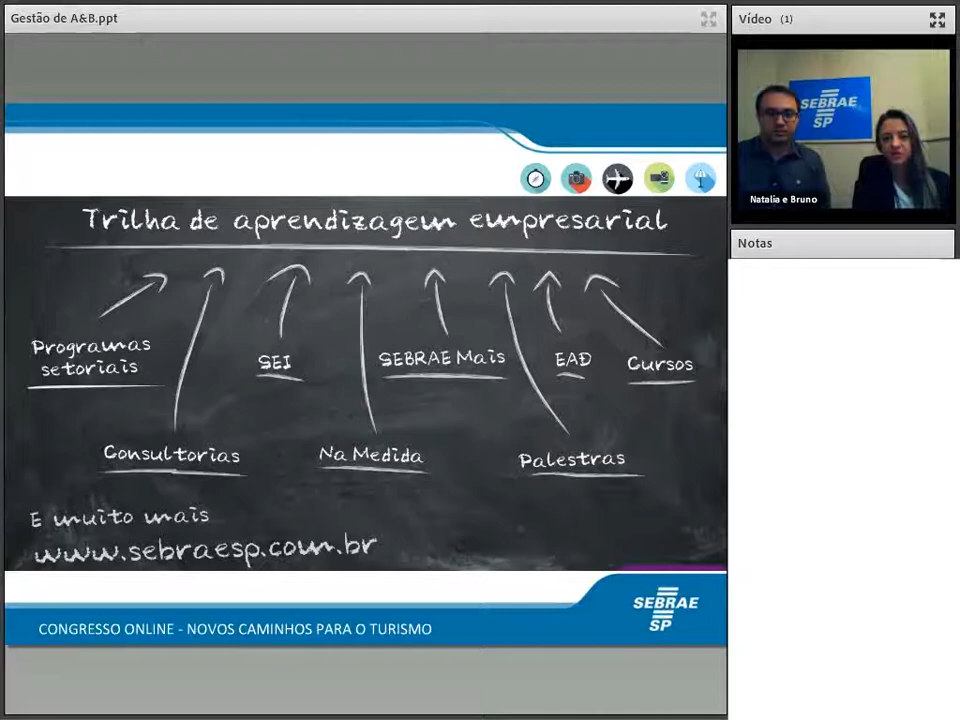 Gestão de A&B.ppt
Vídeo (1)
SEBRAE
SP
Natalia e Bruno
Notas
Trilha de aprendizagem empresarial
Programas
setoriais
SEI
SEBRAE Mais
EAD
Cursos
Consultorias
Na Medida
Palestras
E muito mais
www.sebraesp.com.br
SEBRAE
SP
CONGRESSO ONLINE - NOVOS CAMINHOS PARA O TURISMO